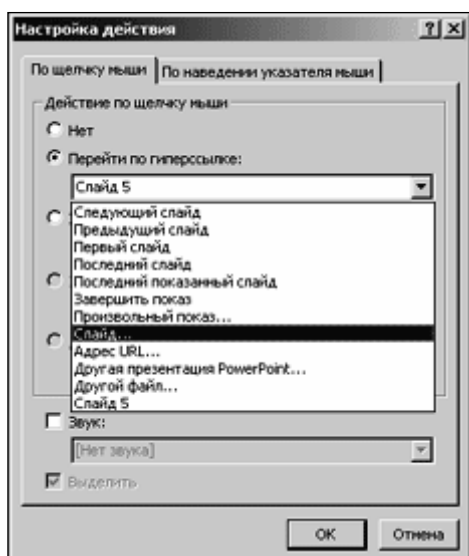 Настройка действия
По щелчку мыши По наведении указателя мыши
Действие по щелчку мыши
Нет
Перейти по гиперссылке:
Слайд 5
Следующий слайд
Предыдущий слайд
Первый слайд
Последний слайд
Последний показанный слайд
Завершить показ
Произвольный показ...
Слайд...
Адрес URL...
Другая презентация PowerPoint...
Другой файл...
Слайд 5
Звук:
[Нет звука]
Выделить
ОК Отмена